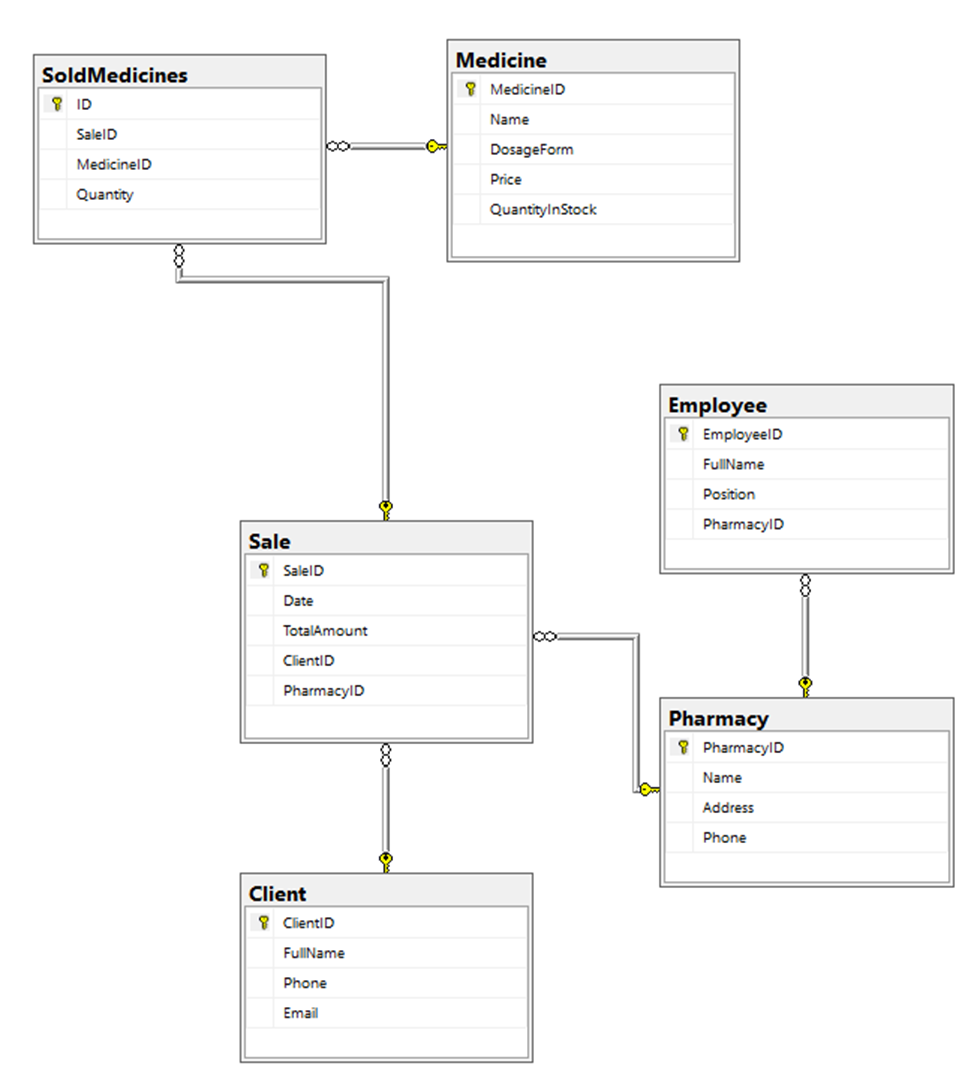 SoldMedicines
ID
SaleID
MedicineID
Quantity
Medicine
MedicineID
Name
DosageForm
Price
QuantityInStock
Employee
EmployeeID
FullName
Position
PharmacyID
Sale
SaleID
Date
TotalAmount
ClientID
PharmacyID
Pharmacy
PharmacyID
Name
Address
Phone
Client
ClientID
FullName
Phone
Email